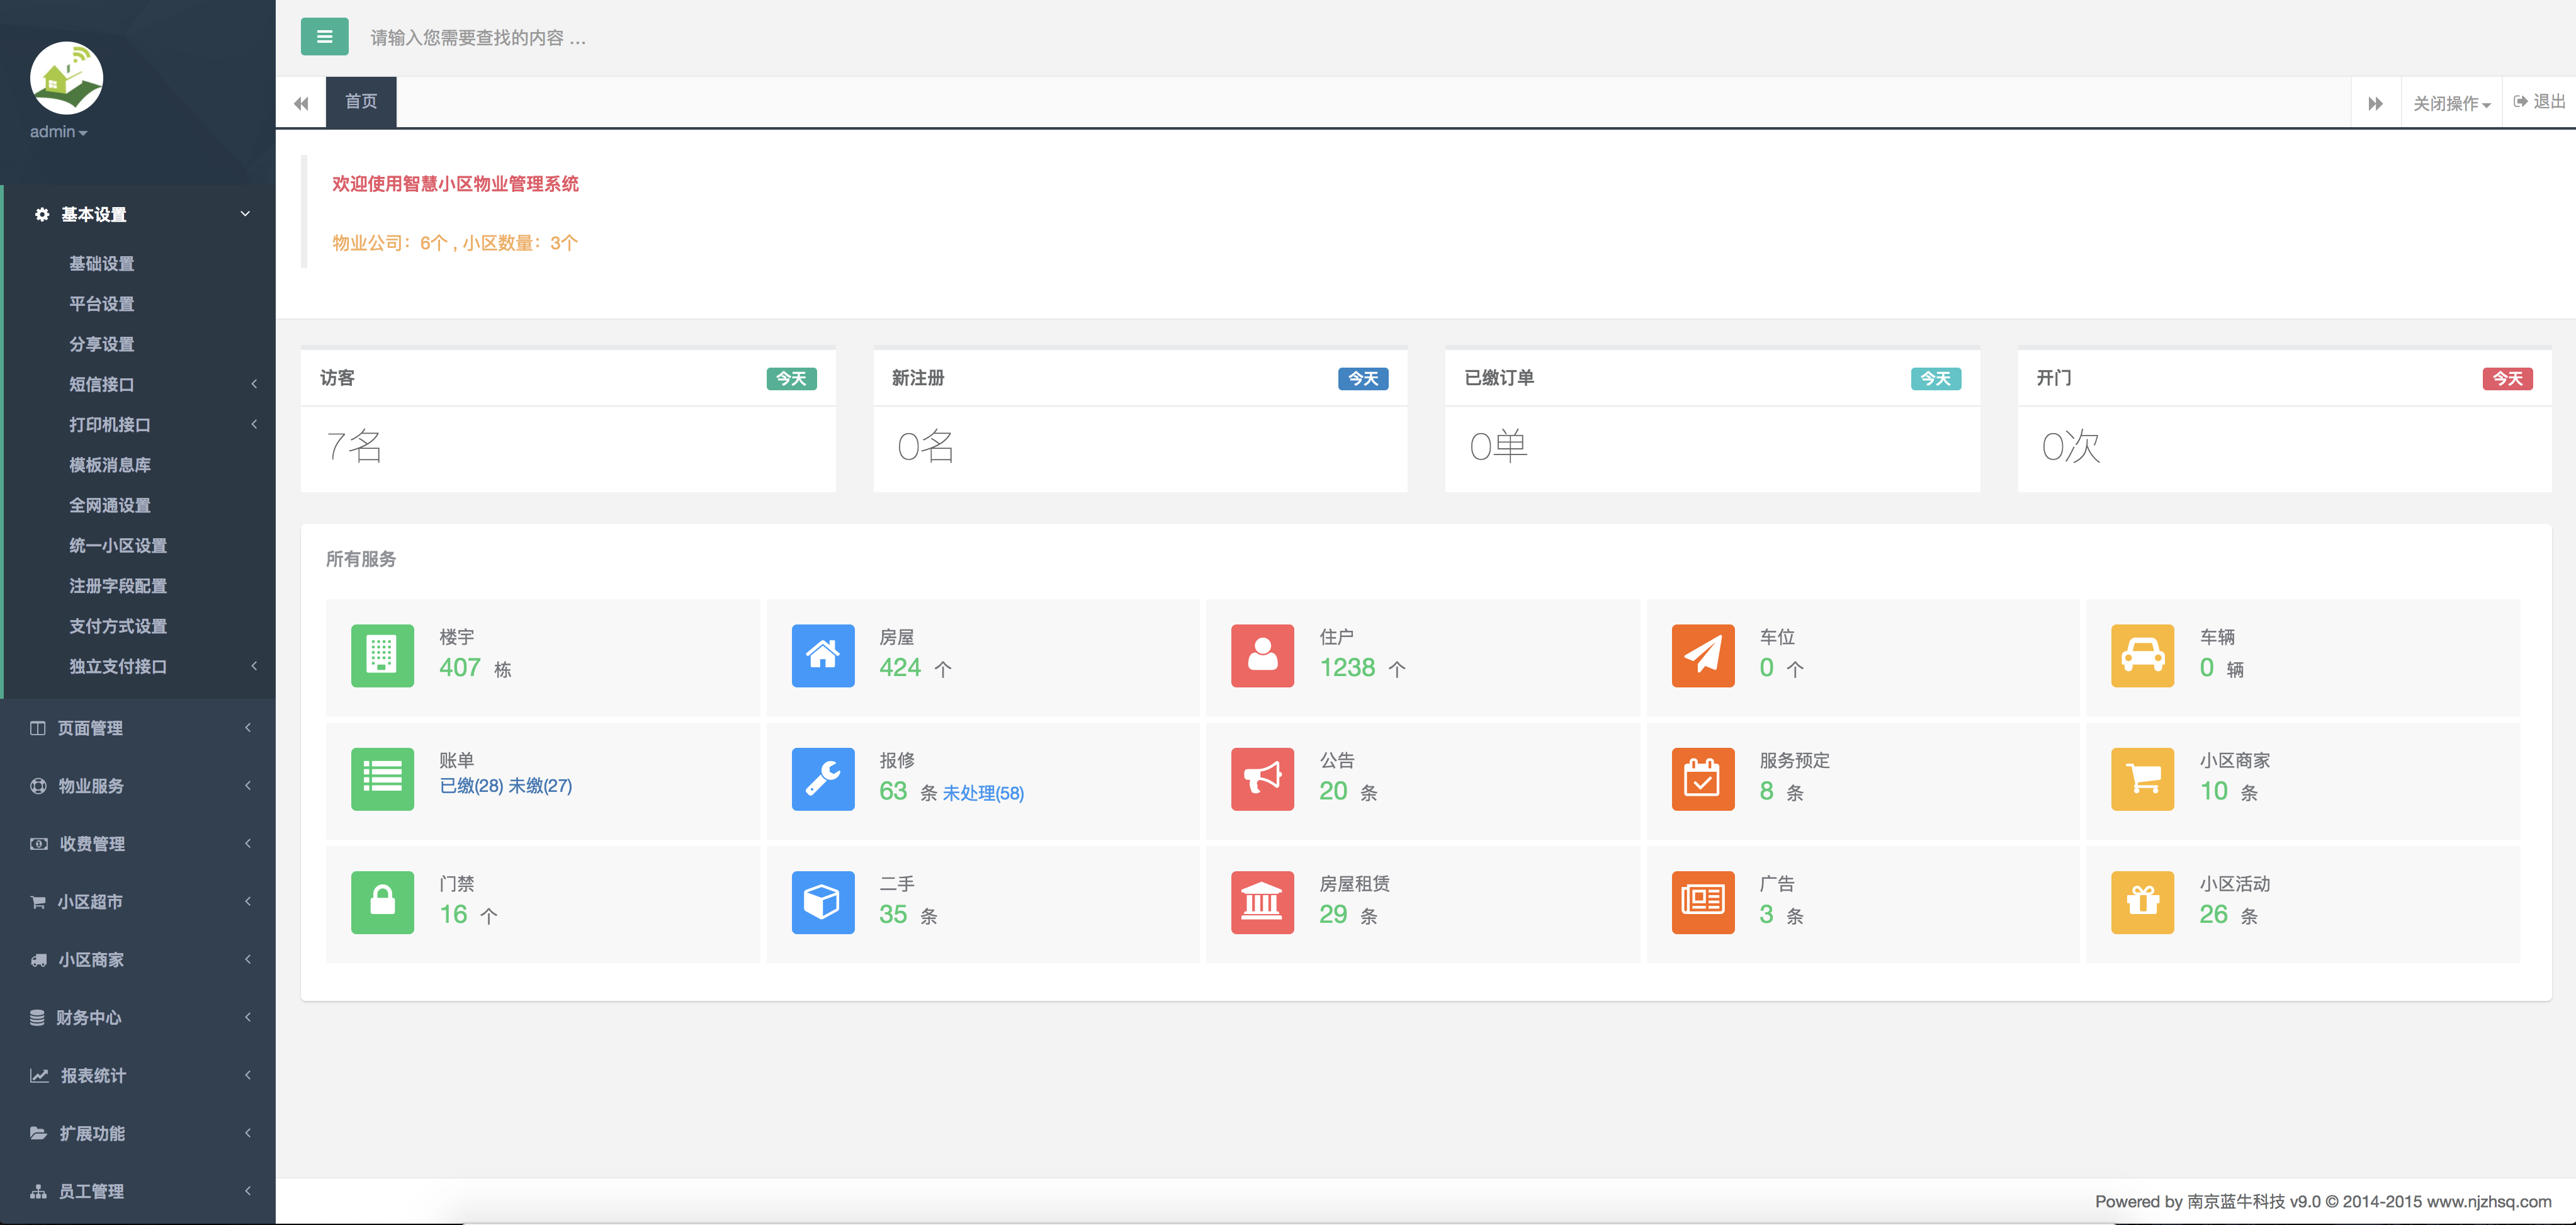 请输入您需要查找的内容 …
admin
首页
关闭操作
退出
基本设置
基础设置
平台设置
分享设置
短信接口
打印机接口
模板消息库
全网通设置
统一小区设置
注册字段配置
支付方式设置
独立支付接口
页面管理
物业服务
收费管理
小区超市
小区商家
财务中心
报表统计
扩展功能
员工管理
欢迎使用智慧小区物业管理系统
物业公司：6个 , 小区数量：3个
访客 今天
7名
新注册 今天
0名
已缴订单 今天
0单
开门 今天
0次
所有服务
楼宇
407 栋
房屋
424 个
住户
1238 个
车位
0 个
车辆
0 辆
账单
已缴(28) 未缴(27)
报修
63 条 未处理(58)
公告
20 条
服务预定
8 条
小区商家
10 条
门禁
16 个
二手
35 条
房屋租赁
29 条
广告
3 条
小区活动
26 条
Powered by 南京蓝牛科技 v9.0 © 2014-2015 www.njzhsq.com